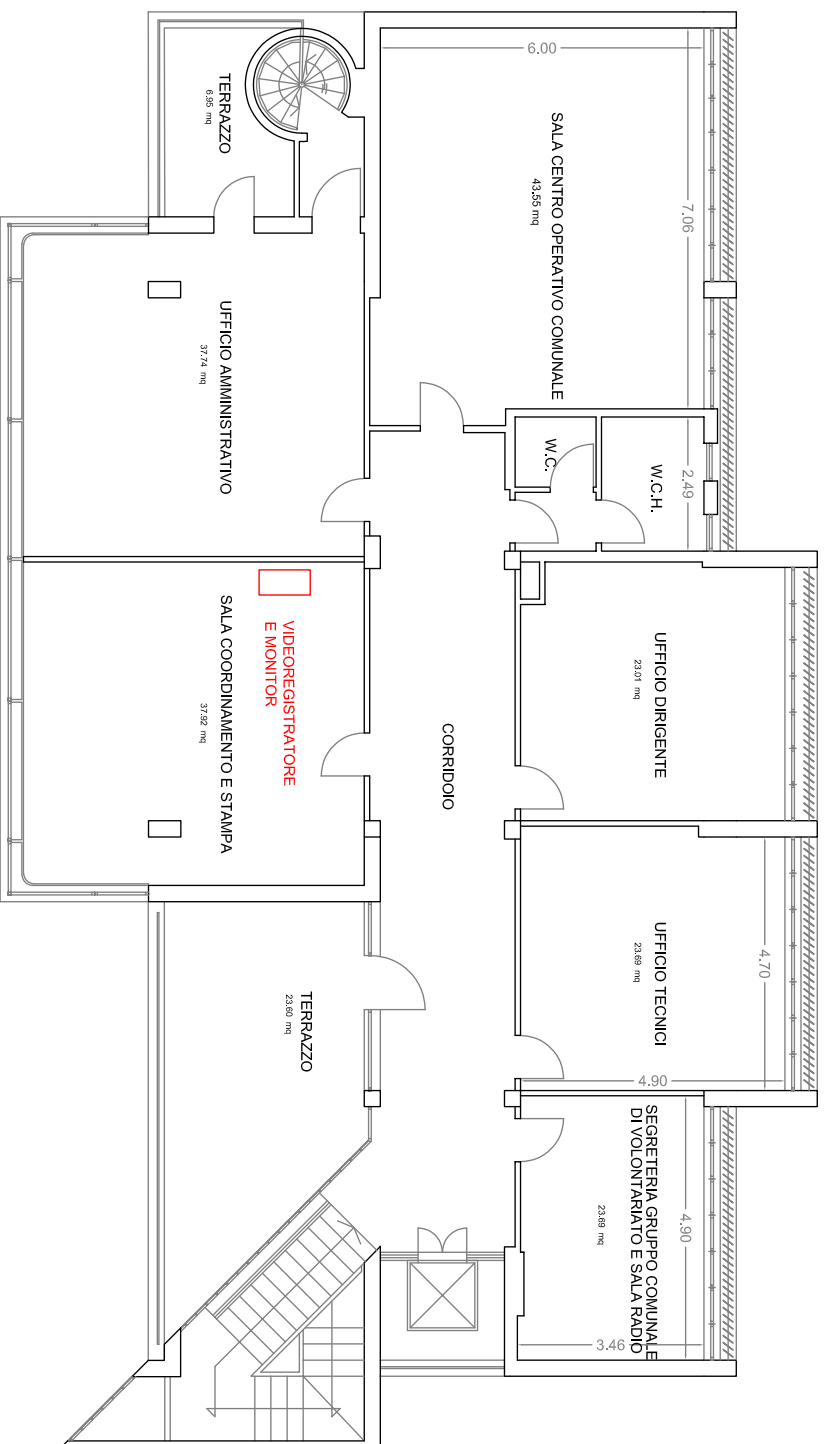 TERRAZZO
6.95 mq
6.00
SALA CENTRO OPERATIVO COMUNALE
43.55 mq
7.06
UFFICIO AMMINISTRATIVO
37.74 mq
W.C.
W.C.H.
2.49
VIDEOREGISTRATORE
E MONITOR
SALA COORDINAMENTO E STAMPA
37.92 mq
CORRIDOIO
UFFICIO DIRIGENTE
23.01 mq
UFFICIO TECNICI
23.69 mq
4.70
4.90
TERRAZZO
23.60 mq
SEGRETERIA GRUPPO COMUNALE
DI VOLONTARIATO E SALA RADIO
23.69 mq
4.90
3.46